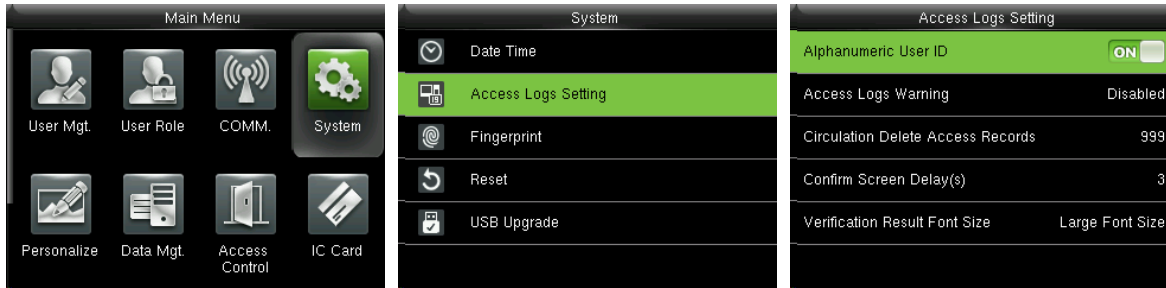 Main Menu
User Mgt.
User Role
COMM.
System
Personalize
Data Mgt.
Access
Control
IC Card
System
Date Time
19
Access Logs Setting
Fingerprint
Reset
USB Upgrade
Access Logs Setting
Alphanumeric User ID ON
Access Logs Warning Disabled
Circulation Delete Access Records 999
Confirm Screen Delay(s) 3
Verification Result Font Size Large Font Size